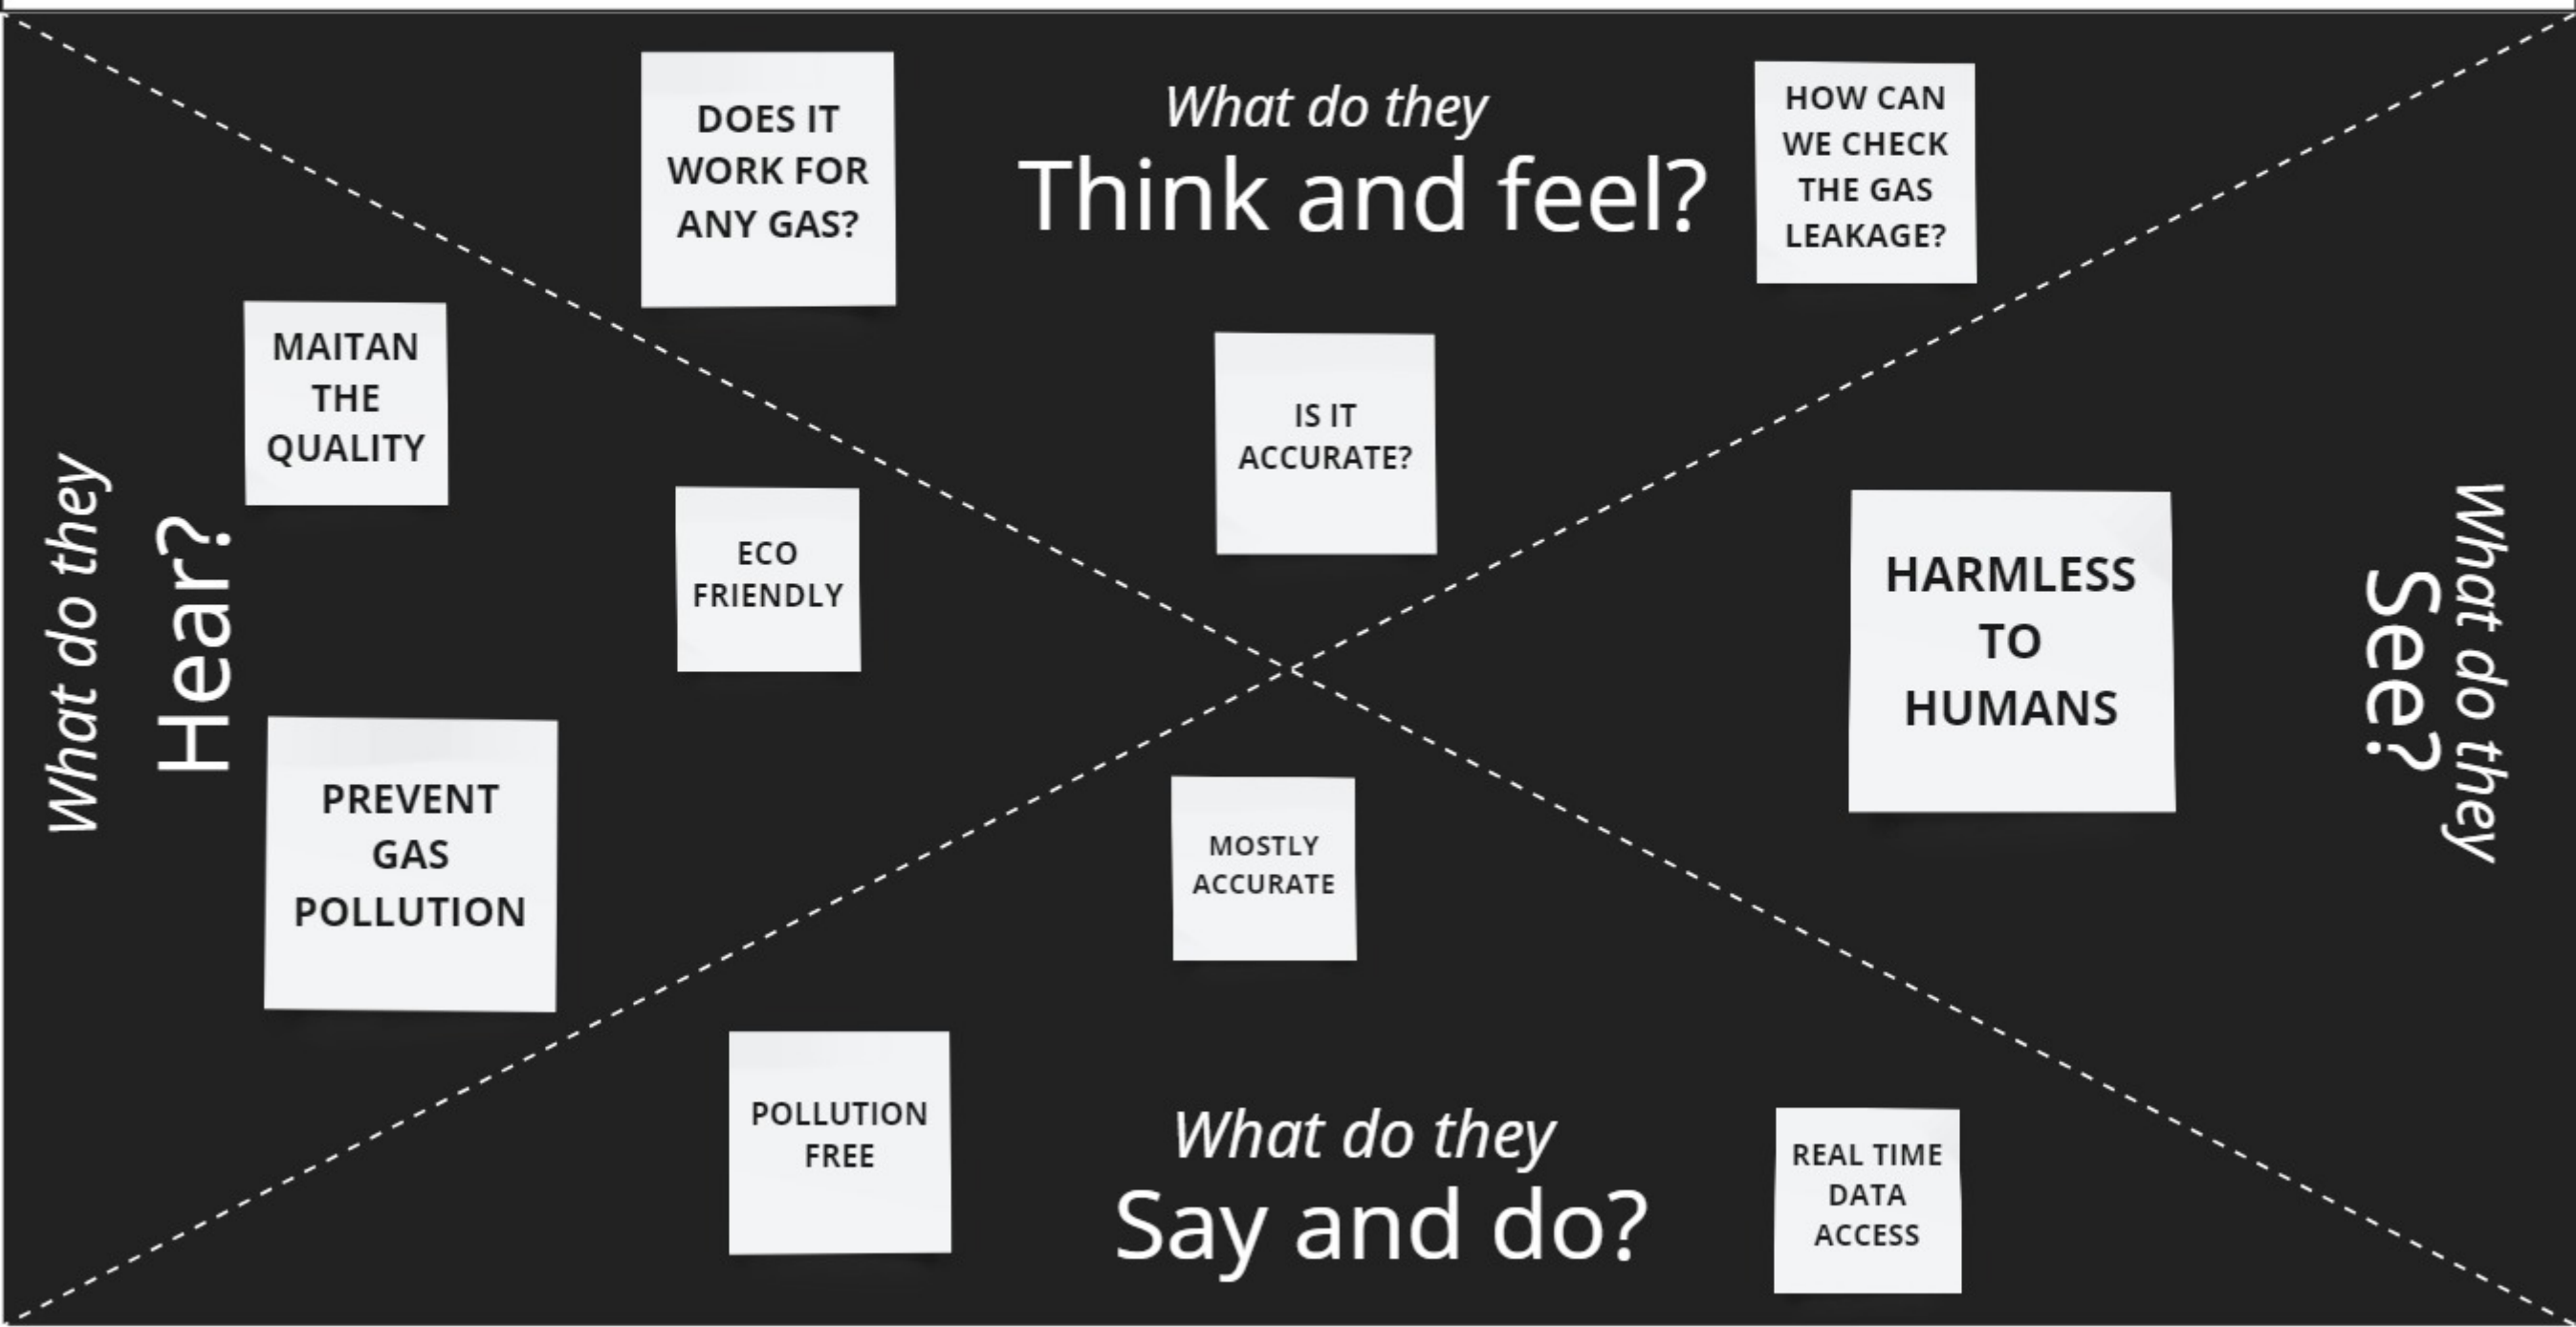 What do they
Think and feel?
DOES IT
WORK FOR
ANY GAS?
HOW CAN
WE CHECK
THE GAS
LEAKAGE?
IS IT
ACCURATE?
What do they
Hear?
MAITAN
THE
QUALITY
ECO
FRIENDLY
PREVENT
GAS
POLLUTION
What do they
See?
HARMLESS
TO
HUMANS
MOSTLY
ACCURATE
POLLUTION
FREE
What do they
Say and do?
REAL TIME
DATA
ACCESS